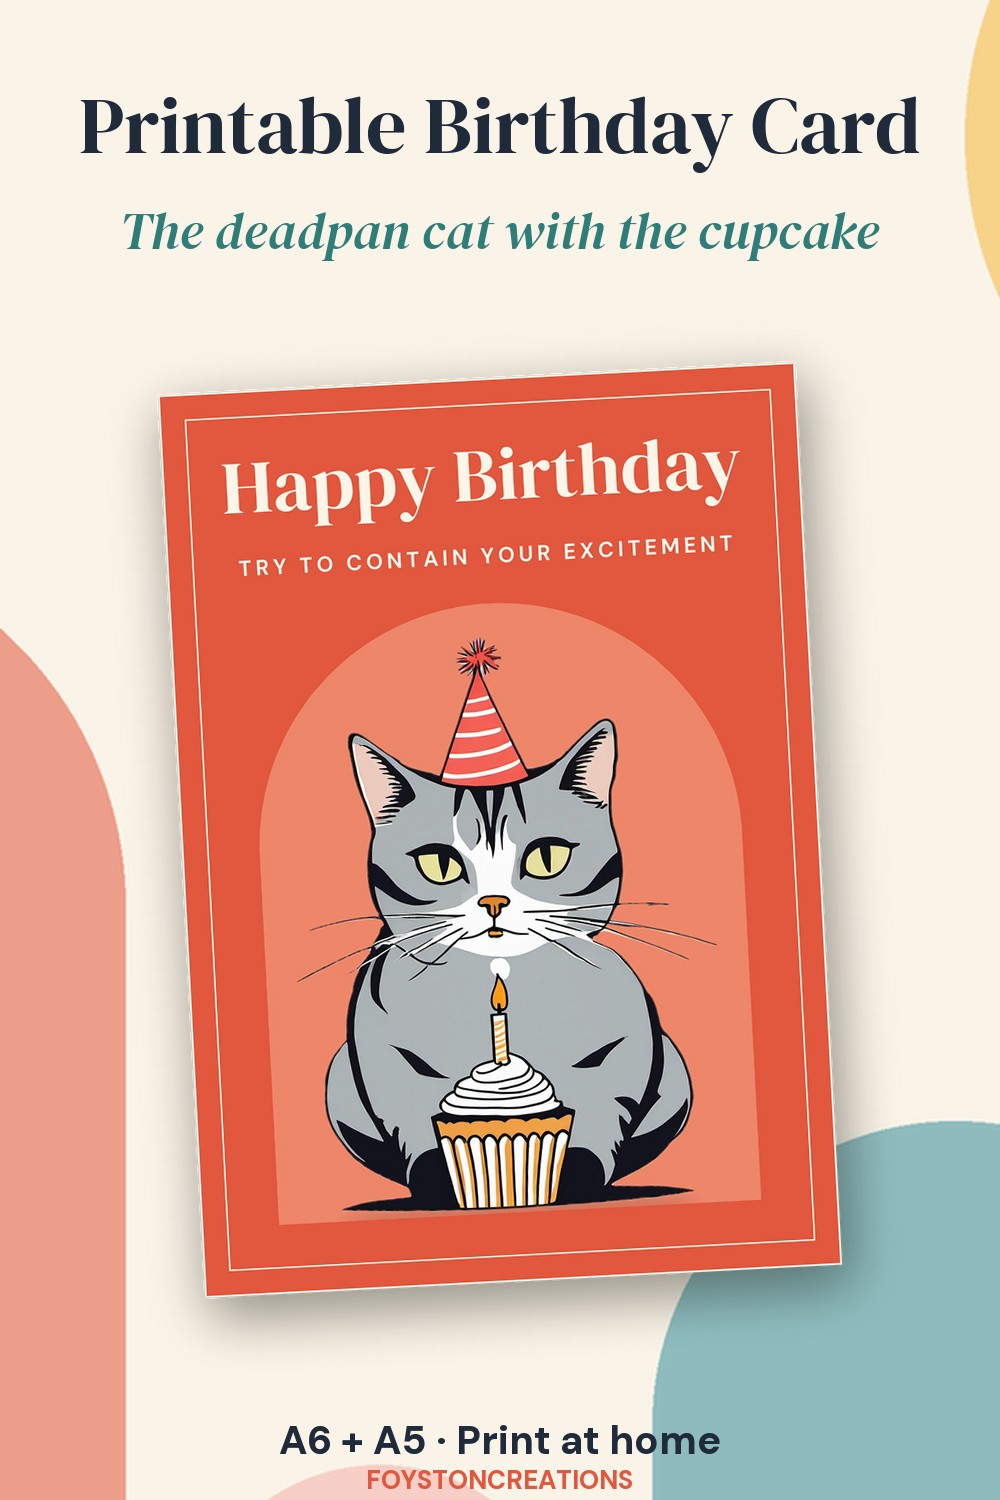 Printable Birthday Card
The deadpan cat with the cupcake
Happy Birthday
TRY TO CONTAIN YOUR EXCITEMENT
A6 + A5 · Print at home
FOYSTONCREATIONS